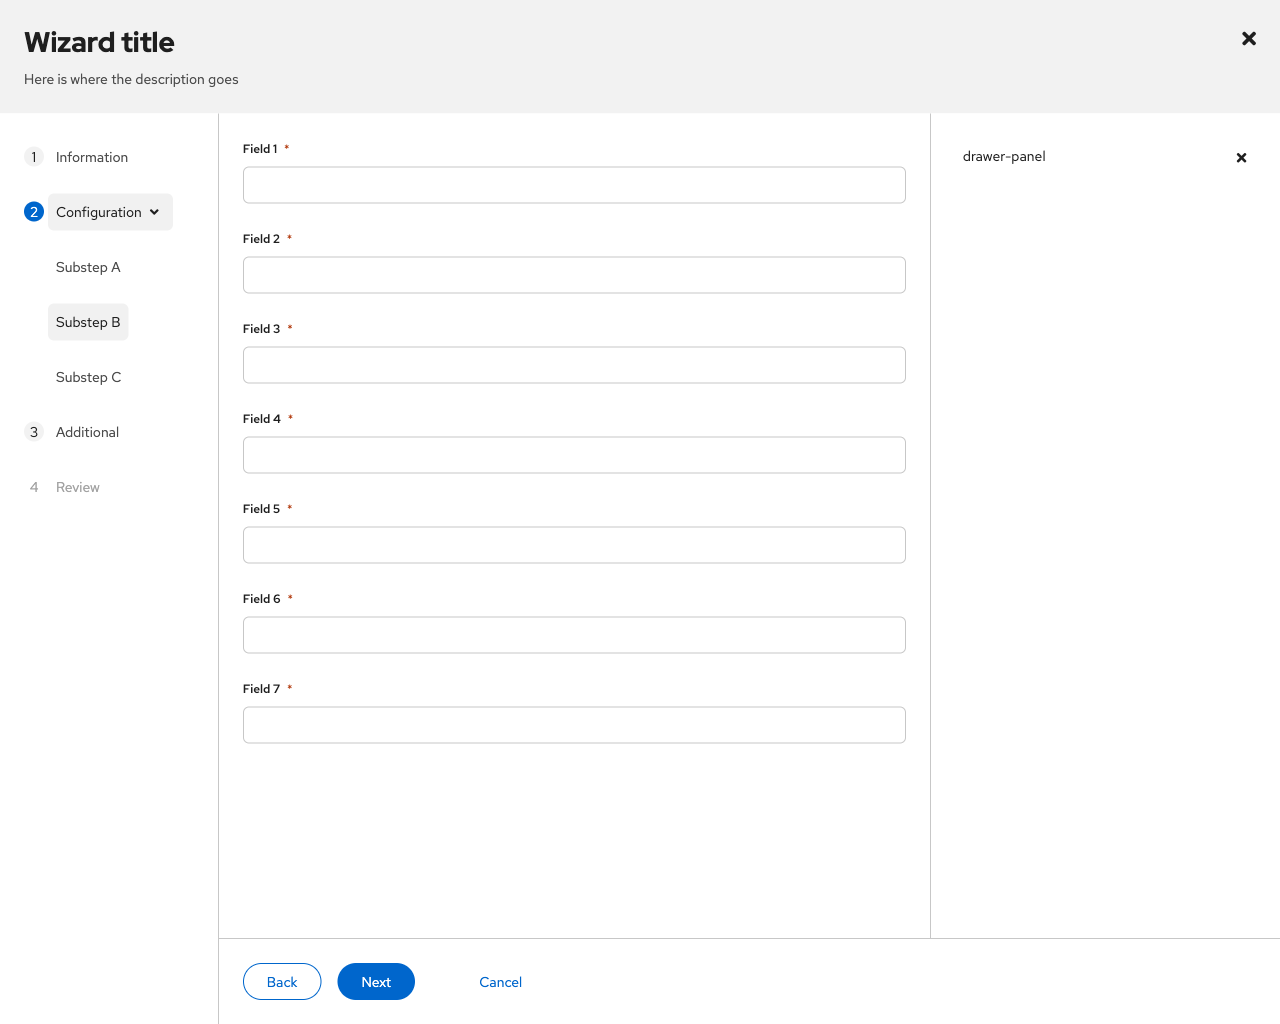 Wizard title
Here is where the description goes
1 Information
2 Configuration
Substep A
Substep B
Substep C
3 Additional
4 Review
Field 1 *
Field 2 *
Field 3 *
Field 4 *
Field 5 *
Field 6 *
Field 7 *
drawer-panel
Back Next Cancel